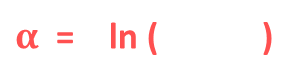 α = ln ( )